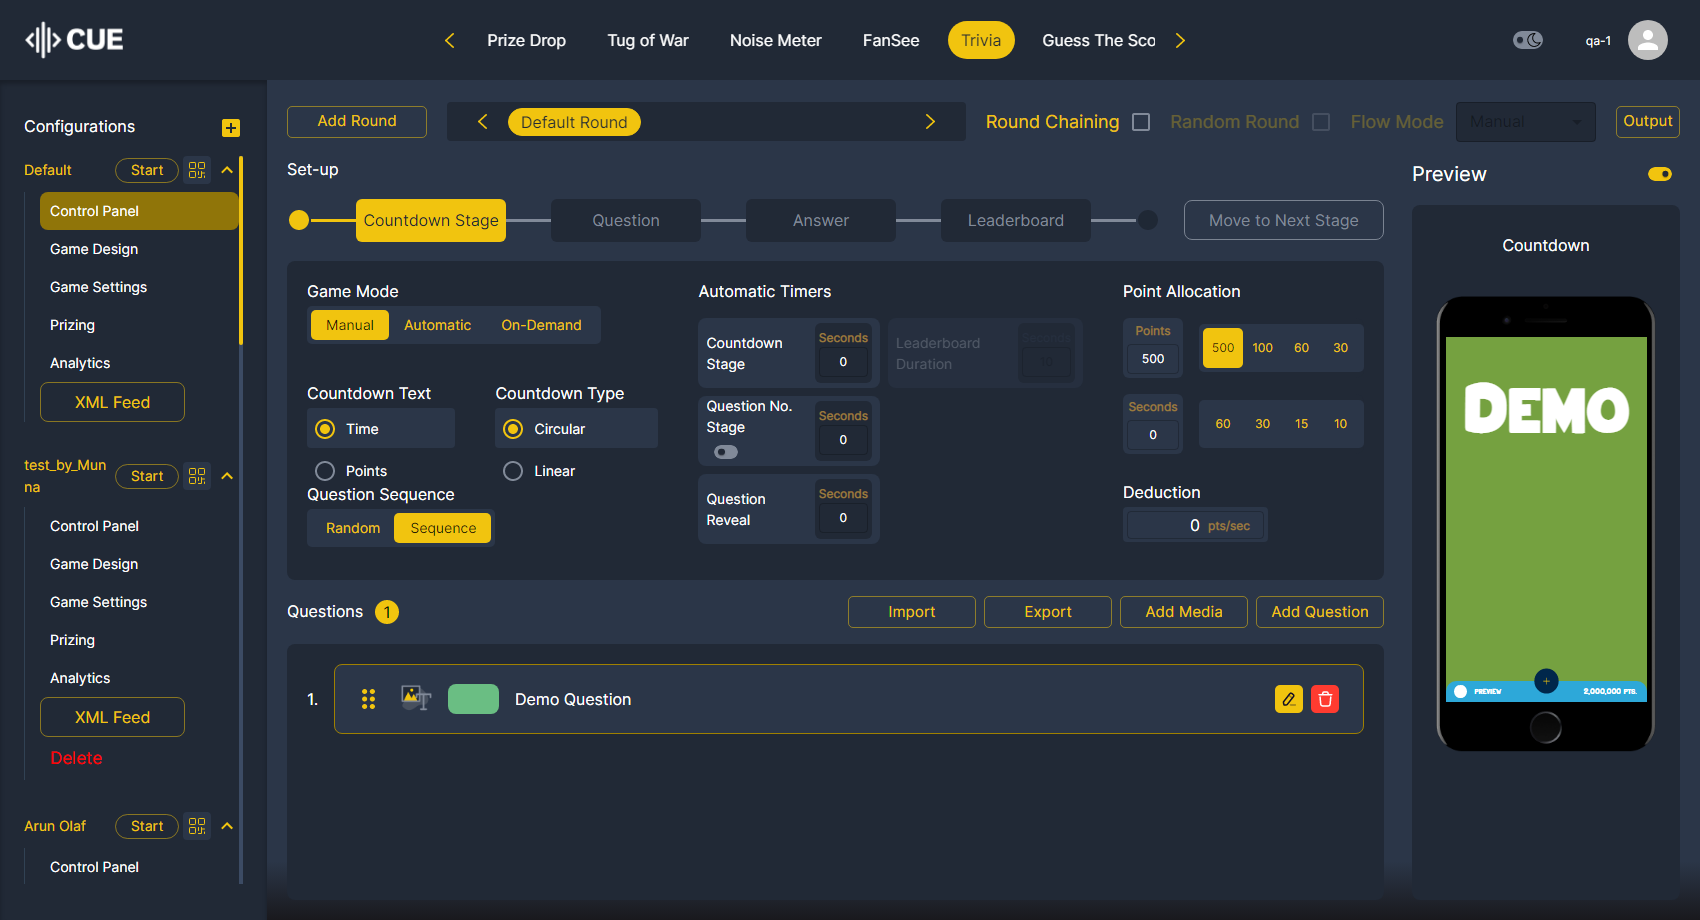 CUE
Prize Drop
Tug of War
Noise Meter
FanSee
Trivia
Guess The Sco
qa-1
Configurations
Default
Start
Control Panel
Game Design
Game Settings
Prizing
Analytics
XML Feed
test_by_Mun
na
Start
Control Panel
Game Design
Game Settings
Prizing
Analytics
XML Feed
Delete
Arun Olaf
Start
Control Panel
Add Round
Default Round
Round Chaining
Random Round
Flow Mode
Manual
Output
Set-up
Countdown Stage
Question
Answer
Leaderboard
Move to Next Stage
Game Mode
Manual
Automatic
On-Demand
Countdown Text
Time
Points
Countdown Type
Circular
Linear
Question Sequence
Random
Sequence
Automatic Timers
Countdown
Stage
Seconds
0
Leaderboard
Duration
Seconds
10
Question No.
Stage
Seconds
0
Question
Reveal
Seconds
0
Point Allocation
Points
500
500
100
60
30
Seconds
0
60
30
15
10
Deduction
0 pts/sec
Questions 1
Import
Export
Add Media
Add Question
1.
T
Demo Question
Preview
Countdown
DEMO
PREVIEW
2,000,000 PTS.